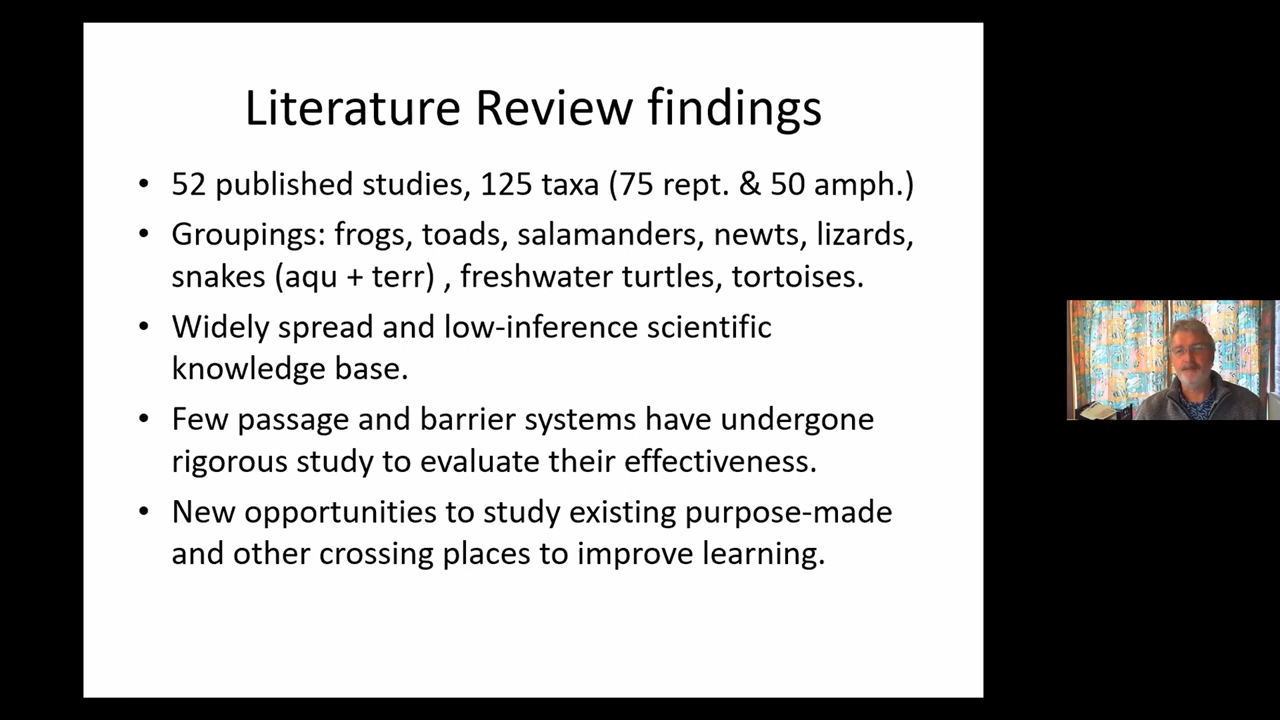 Literature Review findings
• 52 published studies, 125 taxa (75 rept. & 50 amph.)
• Groupings: frogs, toads, salamanders, newts, lizards,
snakes (aqu + terr) , freshwater turtles, tortoises.
• Widely spread and low-inference scientific
knowledge base.
• Few passage and barrier systems have undergone
rigorous study to evaluate their effectiveness.
• New opportunities to study existing purpose-made
and other crossing places to improve learning.